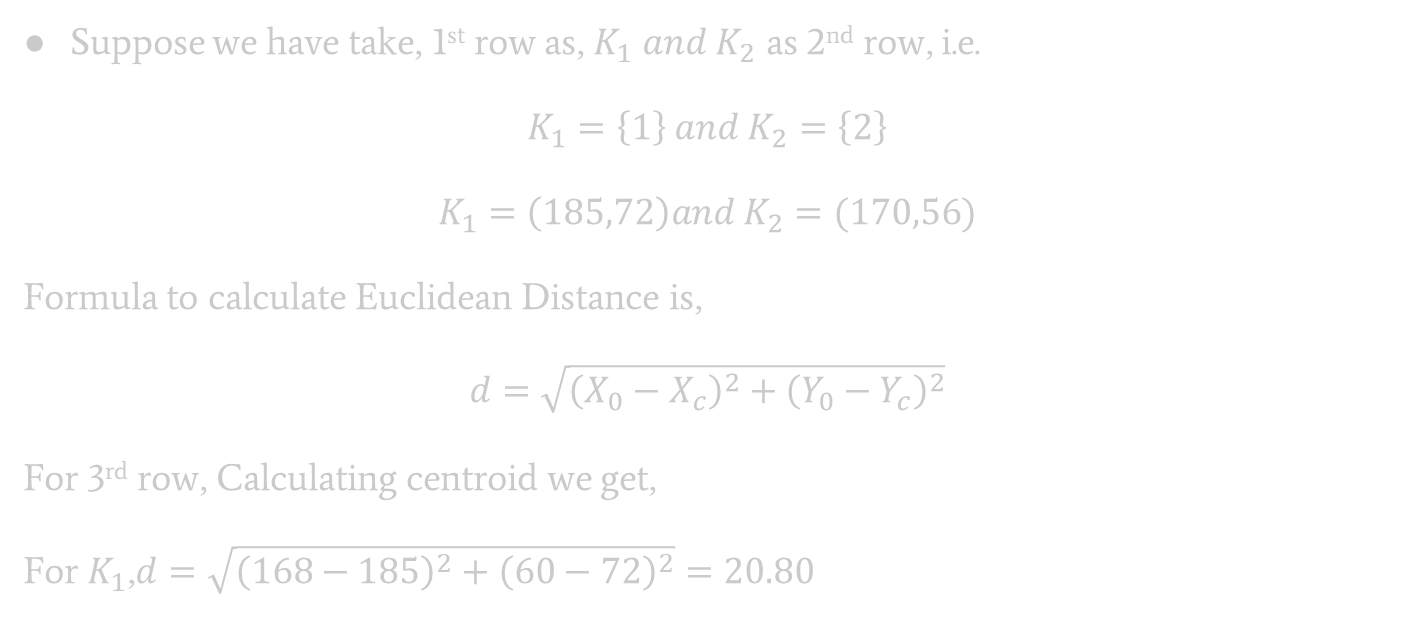 • Suppose we have take, 1st row as, K₁ and K₂ as 2nd row, i.e.
K₁ = {1} and K₂ = {2}
K₁ = (185,72)and K₂ = (170,56)
Formula to calculate Euclidean Distance is,
d = √((X₀ − X_c)² + (Y₀ − Y_c)²)
For 3rd row, Calculating centroid we get,
For K₁,d = √((168 − 185)² + (60 − 72)²) = 20.80